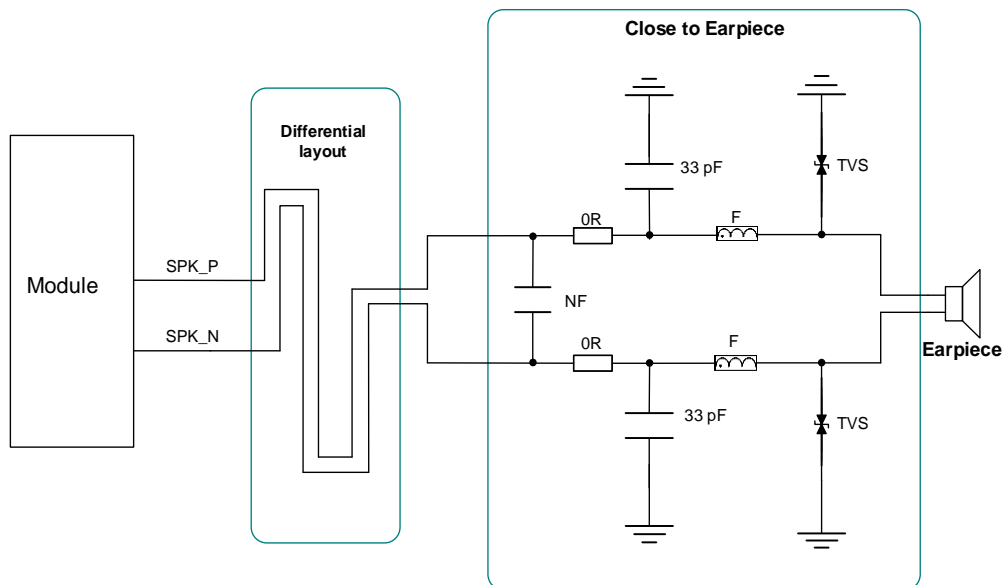 Close to Earpiece
Differential
layout
33 pF
TVS
0R
F
SPK_P
Module
NF
SPK_N
0R
F
Earpiece
33 pF
TVS